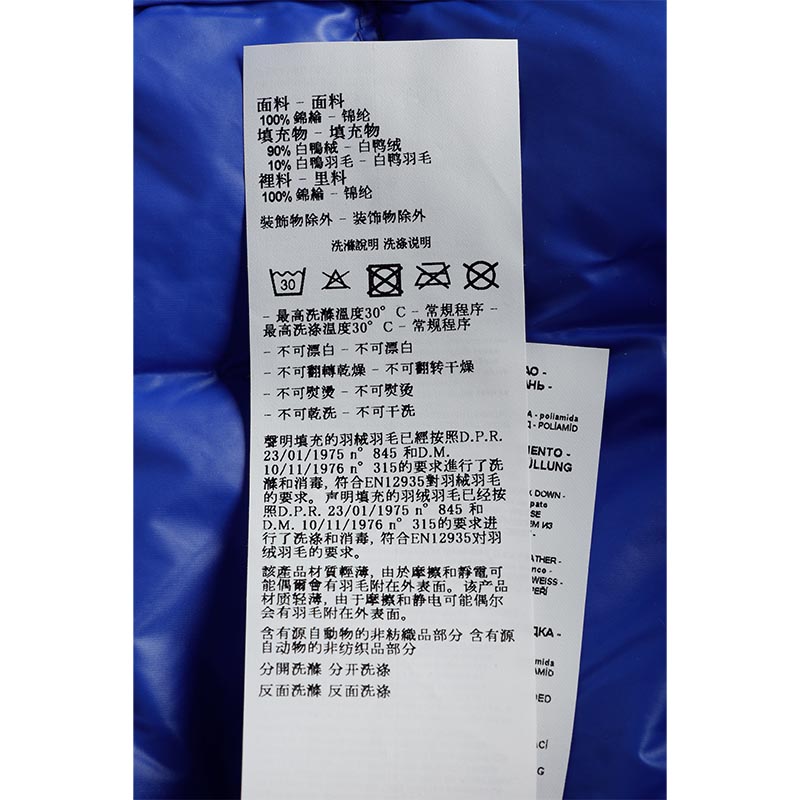 面料 – 面料
100% 錦綸 – 锦纶
填充物 – 填充物
90% 白鴨絨 – 白鸭绒
10% 白鴨羽毛 – 白鸭羽毛
裡料 – 里料
100% 錦綸 – 锦纶
裝飾物除外 – 装饰物除外
洗滌說明 洗涤说明
30
– 最高洗滌溫度30° C – 常規程序 –
最高洗涤温度30° C – 常规程序
– 不可漂白 – 不可漂白
– 不可翻轉乾燥 – 不可翻转干燥
– 不可熨燙 – 不可熨烫
– 不可乾洗 – 不可干洗
聲明填充的羽絨羽毛已經按照D.P.R.
23/01/1975 n° 845 和D.M.
10/11/1976 n° 315的要求進行了洗
滌和消毒, 符合EN12935對羽絨羽毛
的要求。 声明填充的羽绒羽毛已经按
照D.P.R. 23/01/1975 n° 845 和
D.M. 10/11/1976 n° 315的要求进
行了洗涤和消毒, 符合EN12935对羽
绒羽毛的要求。
該產品材質輕薄, 由於摩擦和靜電可
能偶爾會有羽毛附在外表面。 该产品
材质轻薄, 由于摩擦和静电可能偶尔
会有羽毛附在外表面。
含有源自動物的非紡織品部分 含有源
自动物的非纺织品部分
分開洗滌 分开洗涤
反面洗滌 反面洗涤
- poliamida
- POLIAMID
DOWN -